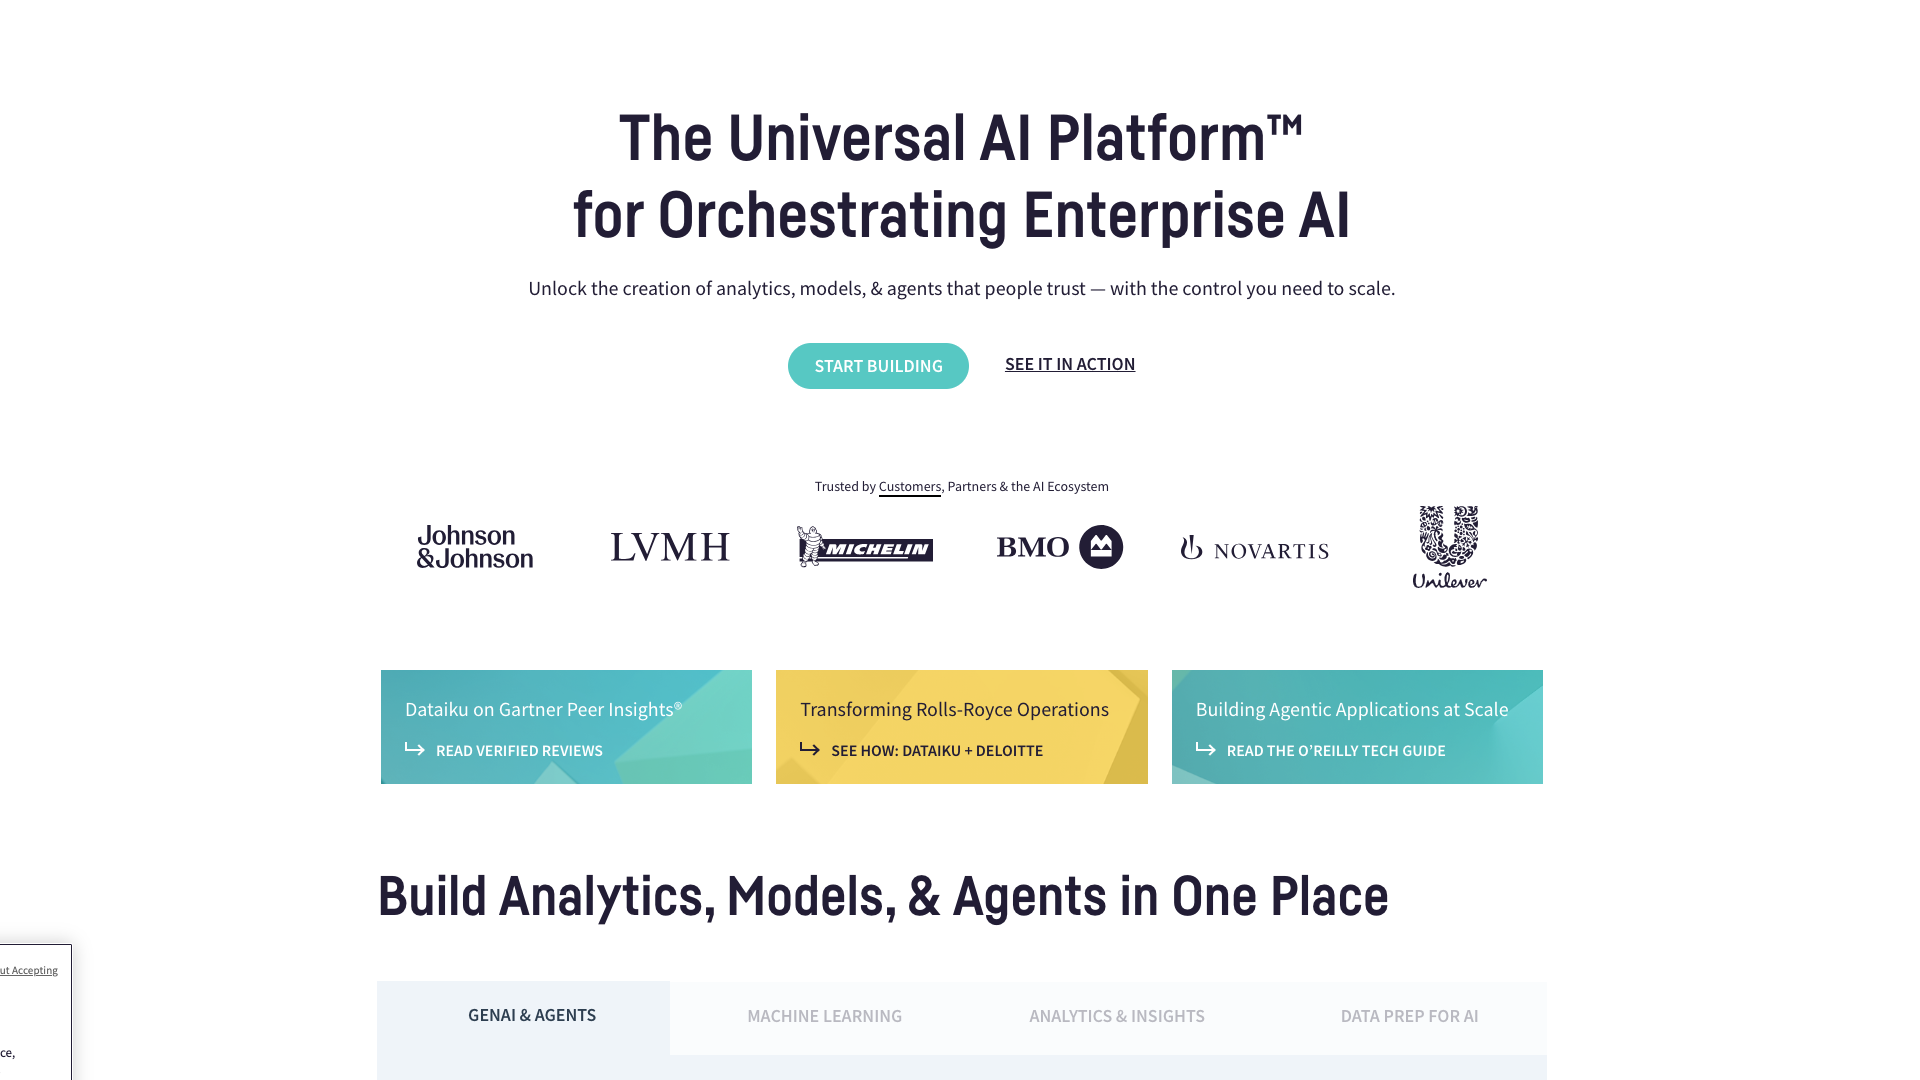 The Universal AI Platform™
for Orchestrating Enterprise AI
Unlock the creation of analytics, models, & agents that people trust — with the control you need to scale.
START BUILDING
SEE IT IN ACTION
Trusted by Customers, Partners & the AI Ecosystem
Johnson
&Johnson
LVMH
MICHELIN
BMO
NOVARTIS
Unilever
Dataiku on Gartner Peer Insights®
READ VERIFIED REVIEWS
Transforming Rolls-Royce Operations
SEE HOW: DATAIKU + DELOITTE
Building Agentic Applications at Scale
READ THE O’REILLY TECH GUIDE
Build Analytics, Models, & Agents in One Place
ut Accepting
ce,
GENAI & AGENTS
MACHINE LEARNING
ANALYTICS & INSIGHTS
DATA PREP FOR AI